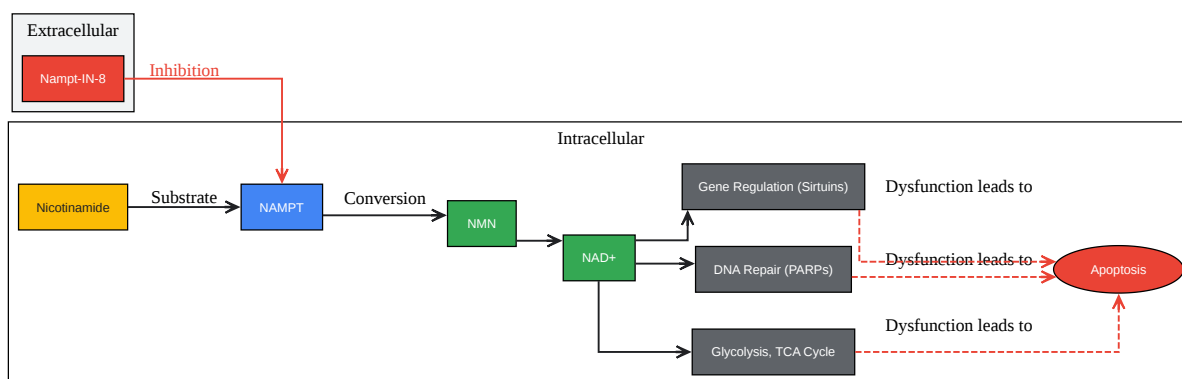 Extracellular
Nampt-IN-8
Inhibition
Intracellular
Nicotinamide
Substrate
NAMPT
Conversion
NMN
NAD+
Gene Regulation (Sirtuins)
Dysfunction leads to
DNA Repair (PARPs)
Dysfunction leads to
Apoptosis
Glycolysis, TCA Cycle
Dysfunction leads to